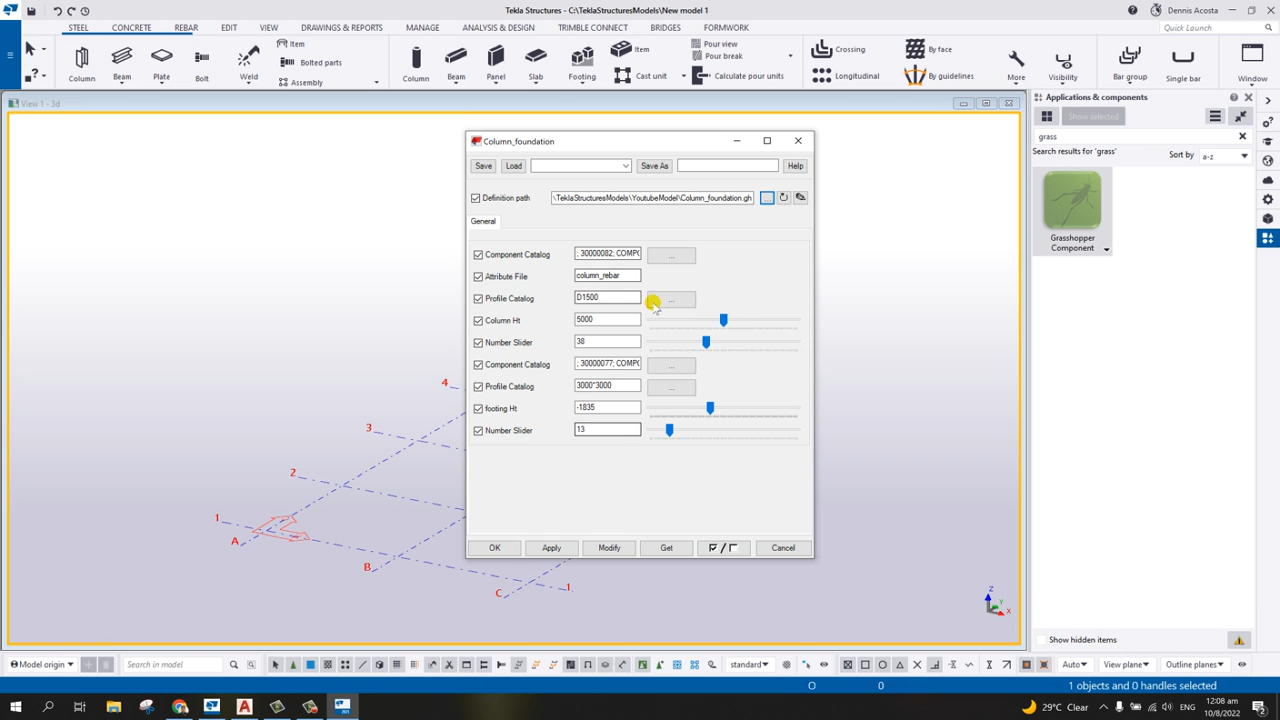 Tekla Structures - C:\TeklaStructuresModels\New model 1
Dennis Acosta
STEEL CONCRETE REBAR EDIT VIEW DRAWINGS & REPORTS MANAGE ANALYSIS & DESIGN TRIMBLE CONNECT BRIDGES FORMWORK
Quick Launch
Item
Bolted parts
Assembly
Column Beam Plate Bolt Weld
Column Beam Panel Slab Footing
Item
Cast unit
Pour view
Pour break
Calculate pour units
Crossing
Longitudinal
By face
By guidelines
More Visibility Bar group Single bar Window
View 1 - 3d
Applications & components
Show selected
grass
Search results for 'grass'
Sort by a-z
Grasshopper
Component
Show hidden items
Column_foundation
Save Load Save As Help
Definition path \TeklaStructuresModels\YoutubeModel\Column_foundation.gh ...
General
Component Catalog ; 30000082; COMP( ...
Attribute File column_rebar
Profile Catalog D1500 ...
Column Ht 5000
Number Slider 38
Component Catalog ; 30000077; COMP( ...
Profile Catalog 3000*3000 ...
footing Ht -1835
Number Slider 13
OK Apply Modify Get / Cancel
4
3
2
1
A
B
C
1
Z
Y
X
Model origin
Search in model
standard
Auto
View plane
Outline planes
O 0 1 objects and 0 handles selected
29°C Clear
12:08 am
10/8/2022
2